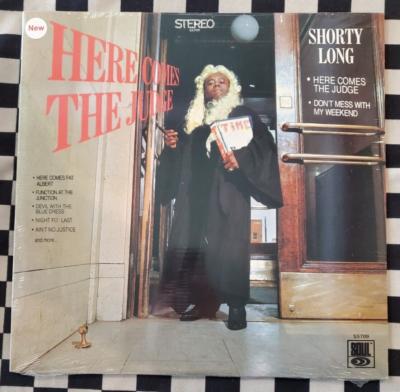 New
STEREO
HERE COMES
THE JUDGE
SHORTY
LONG
• HERE COMES
THE JUDGE
• DON'T MESS WITH
MY WEEKEND
TIME
• HERE COMES FAT
ALBERT
• FUNCTION AT THE
JUNCTION
• DEVIL WITH THE
BLUE DRESS
• NIGHT FO' LAST
• AIN'T NO JUSTICE
and more...
SS709
SOUL